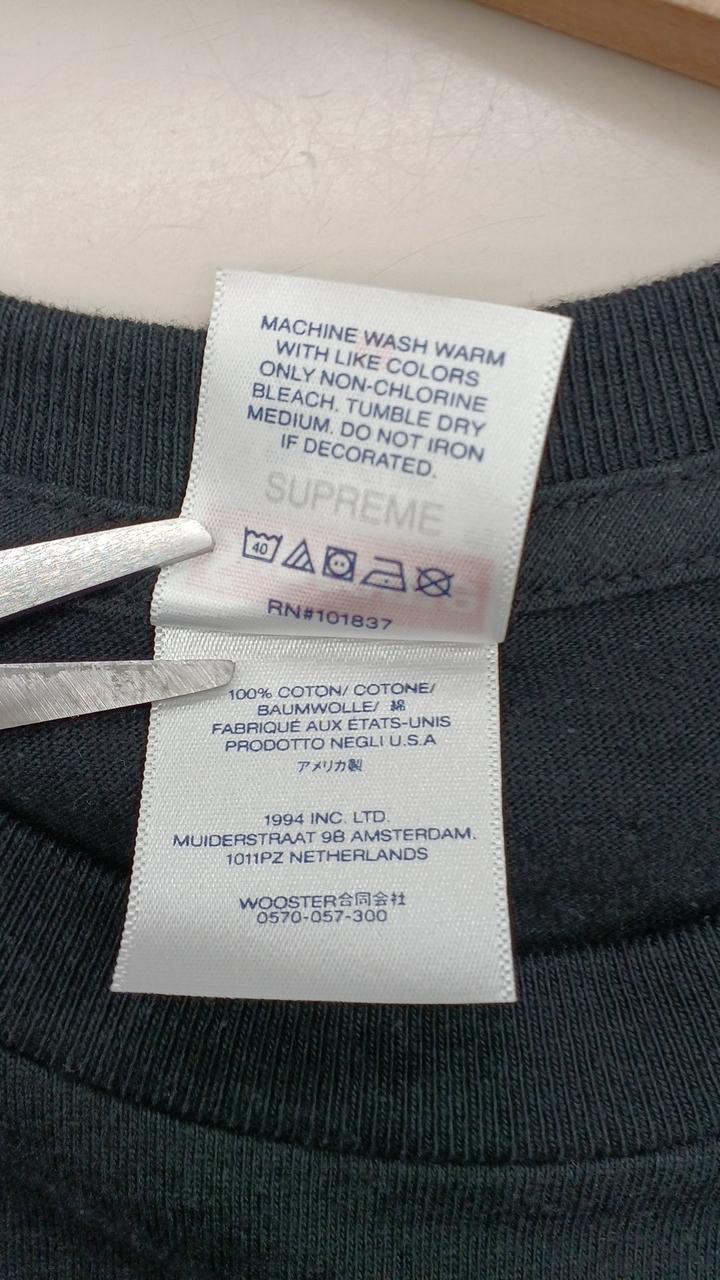 MACHINE WASH WARM
WITH LIKE COLORS
ONLY NON-CHLORINE
BLEACH. TUMBLE DRY
MEDIUM. DO NOT IRON
IF DECORATED.
SUPREME
40
RN#101837
100% COTON/ COTONE/
BAUMWOLLE/ 綿
FABRIQUÉ AUX ÉTATS-UNIS
PRODOTTO NEGLI U.S.A
アメリカ製
1994 INC. LTD.
MUIDERSTRAAT 9B AMSTERDAM.
1011PZ NETHERLANDS
WOOSTER合同会社
0570-057-300